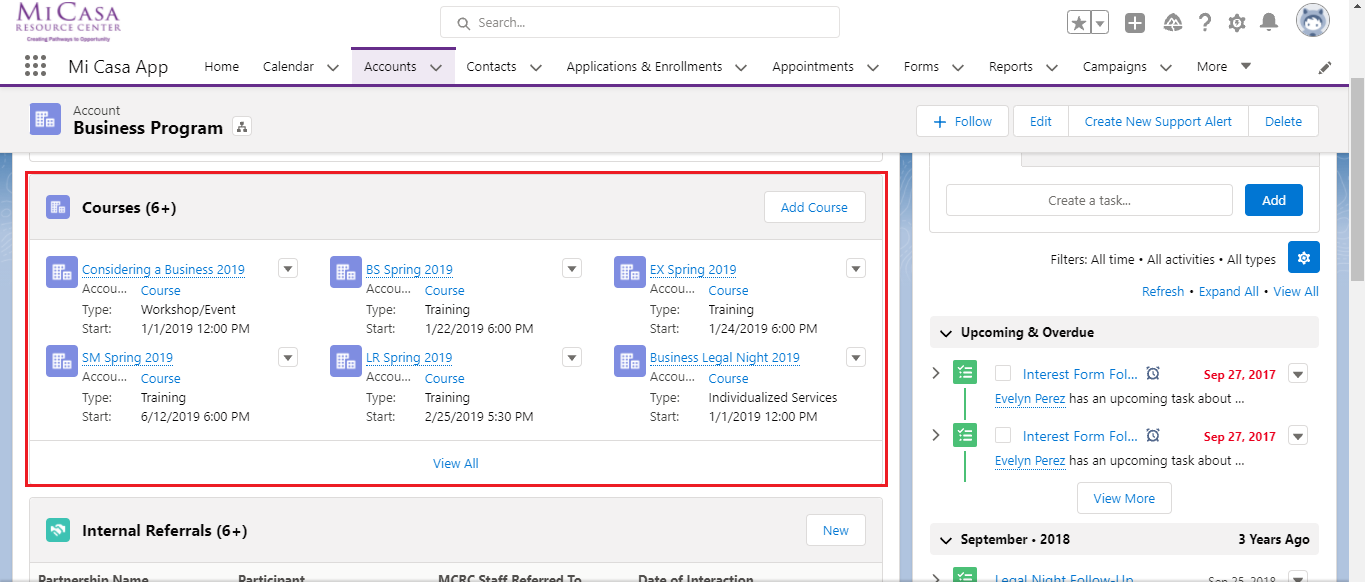 MI CASA
RESOURCE CENTER
Creating Pathways to Opportunity
Search...
Mi Casa App
Home
Calendar
Accounts
Contacts
Applications & Enrollments
Appointments
Forms
Reports
Campaigns
More
Account
Business Program
Follow
Edit
Create New Support Alert
Delete
Courses (6+)
Add Course
Considering a Business 2019
Accou... Course
Type: Workshop/Event
Start: 1/1/2019 12:00 PM
BS Spring 2019
Accou... Course
Type: Training
Start: 1/22/2019 6:00 PM
EX Spring 2019
Accou... Course
Type: Training
Start: 1/24/2019 6:00 PM
SM Spring 2019
Accou... Course
Type: Training
Start: 6/12/2019 6:00 PM
LR Spring 2019
Accou... Course
Type: Training
Start: 2/25/2019 5:30 PM
Business Legal Night 2019
Accou... Course
Type: Individualized Services
Start: 1/1/2019 12:00 PM
View All
Internal Referrals (6+)
New
Partnership Name
Participant
MCRC Staff Referred To
Date of Interaction
Create a task...
Add
Filters: All time • All activities • All types
Refresh • Expand All • View All
Upcoming & Overdue
Interest Form Fol... Sep 27, 2017
Evelyn Perez has an upcoming task about ...
Interest Form Fol... Sep 27, 2017
Evelyn Perez has an upcoming task about ...
View More
September • 2018 3 Years Ago
Legal Night Follow-Up Sep 25, 2018